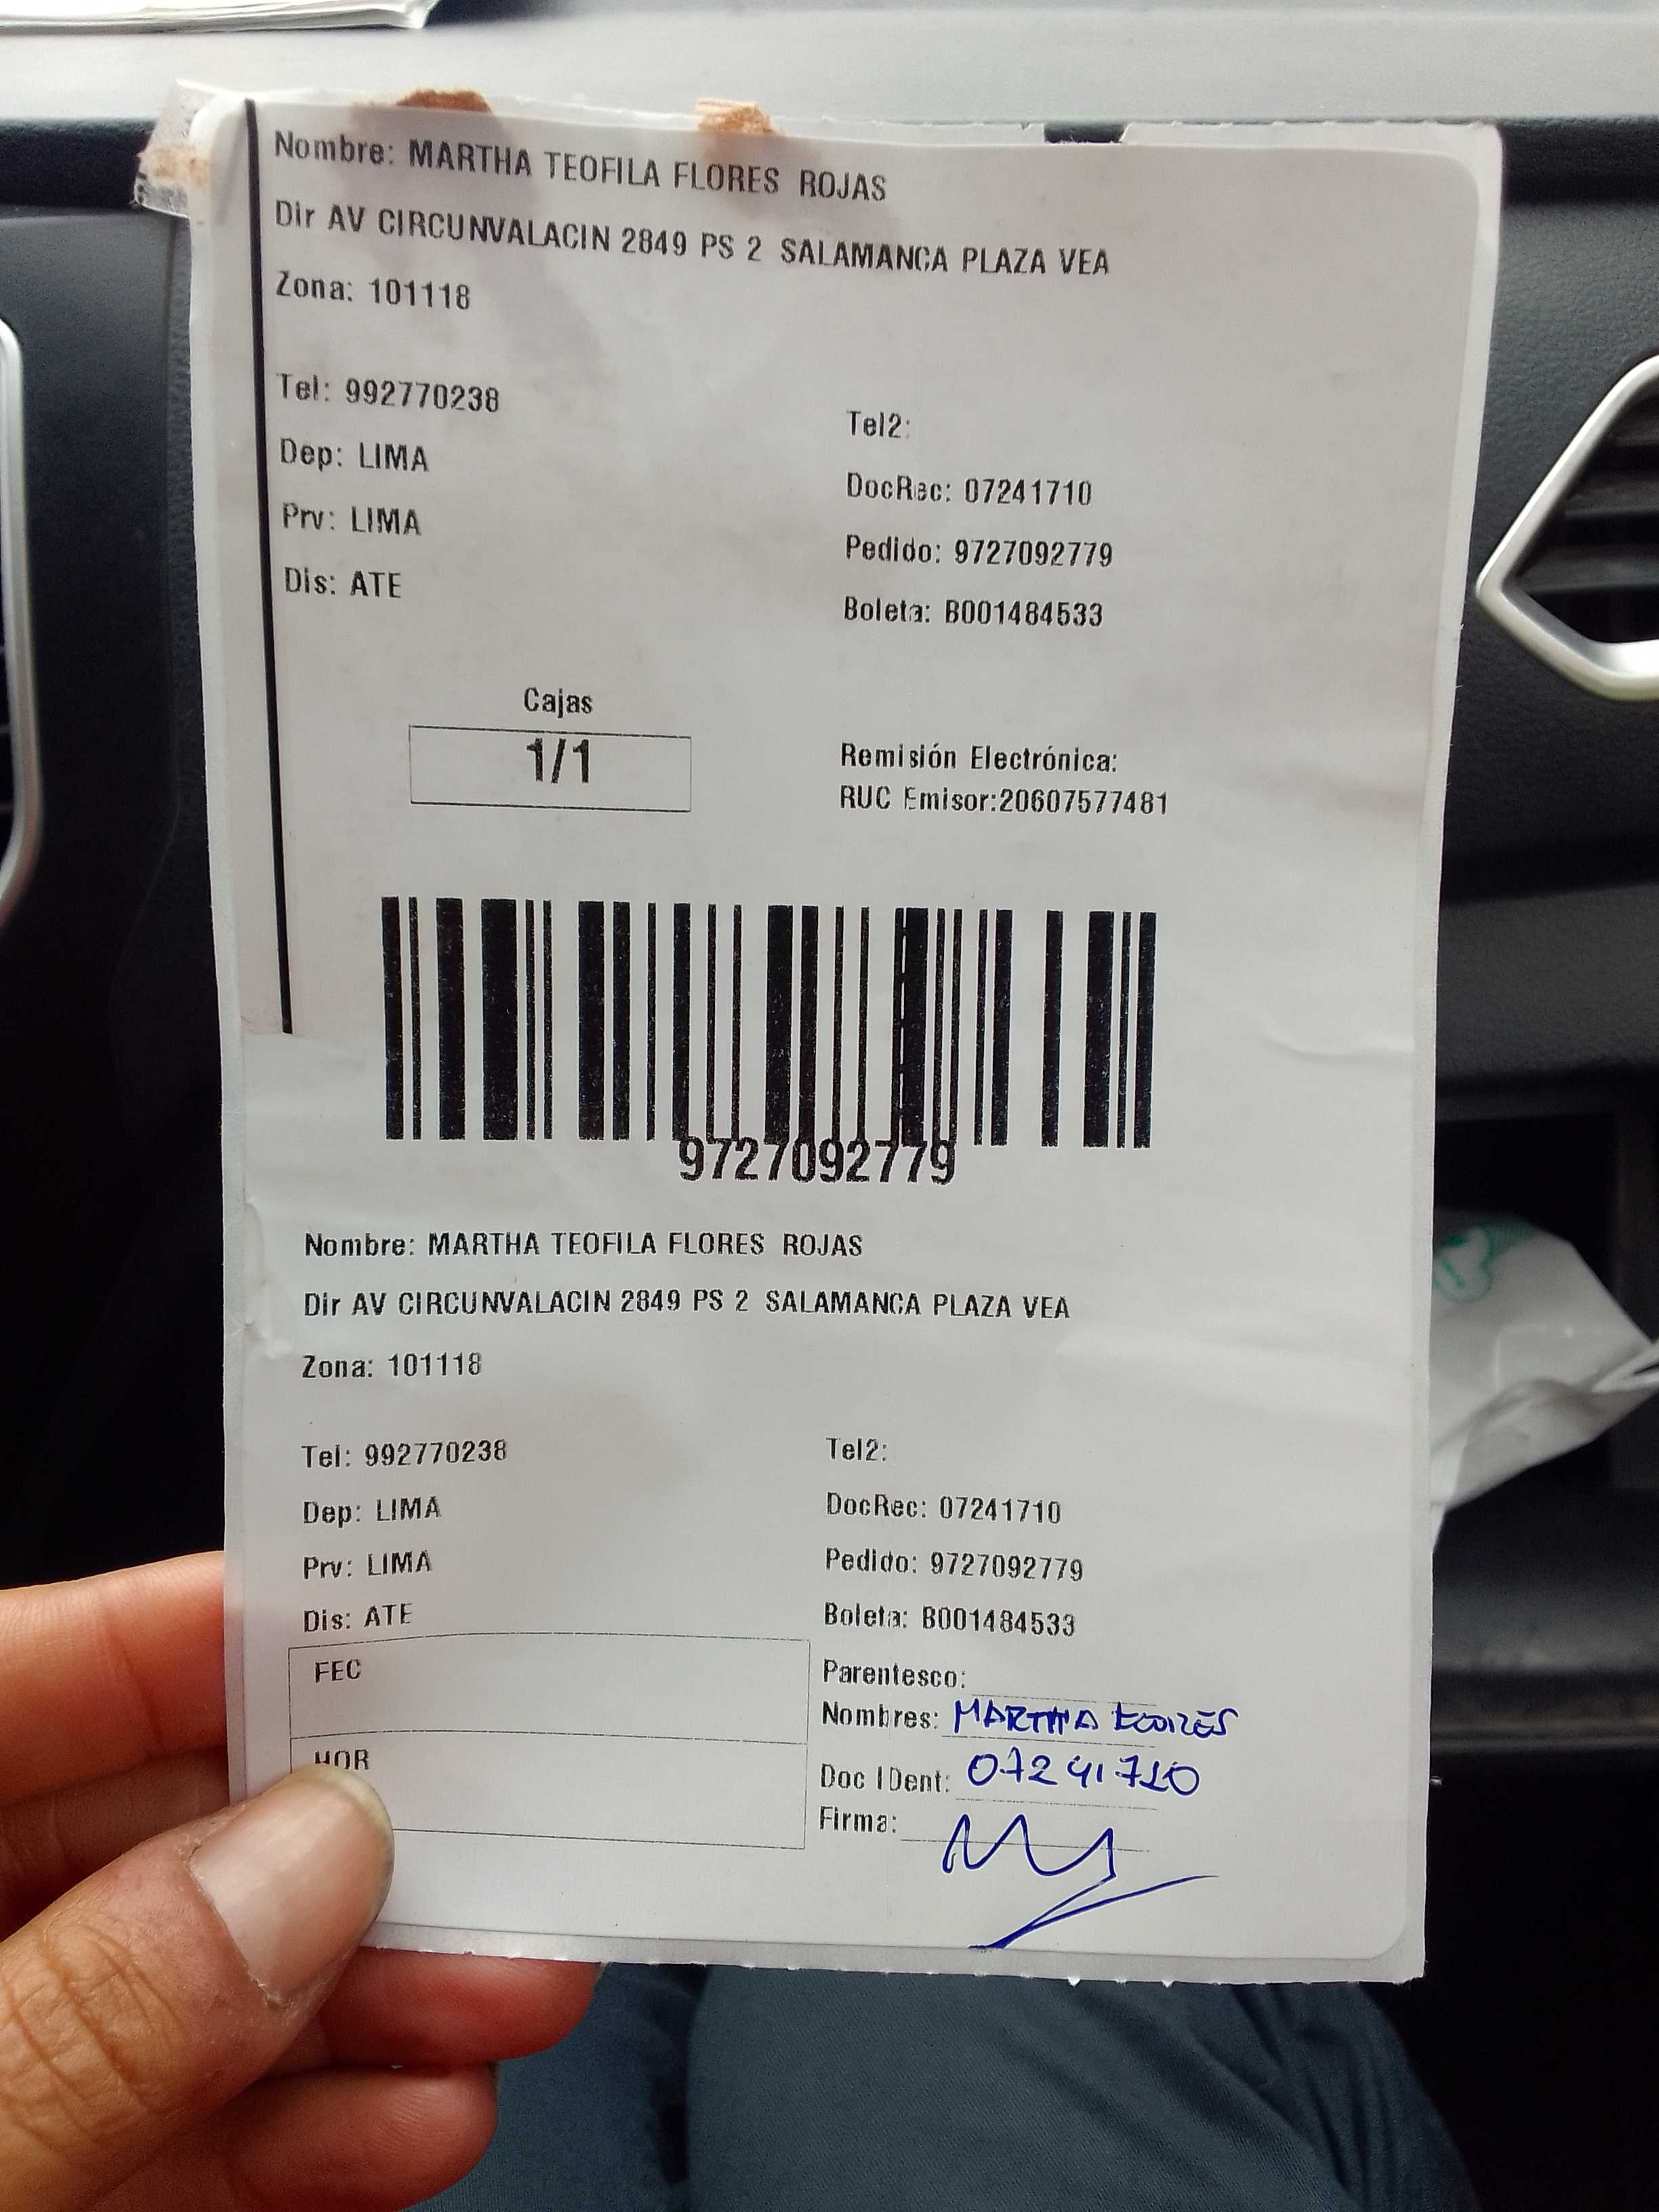 Nombre: MARTHA TEOFILA FLORES ROJAS
Dir AV CIRCUNVALACIN 2849 PS 2 SALAMANCA PLAZA VEA
Zona: 101118
Tel: 992770238
Tel2:
Dep: LIMA
DocRec: 07241710
Prv: LIMA
Pedido: 9727092779
Dis: ATE
Boleta: B001484533
Cajas
1/1
Remisión Electrónica:
RUC Emisor:20607577481
9727092779
Nombre: MARTHA TEOFILA FLORES ROJAS
Dir AV CIRCUNVALACIN 2849 PS 2 SALAMANCA PLAZA VEA
Zona: 101118
Tel: 992770238
Tel2:
Dep: LIMA
DocRec: 07241710
Prv: LIMA
Pedido: 9727092779
Dis: ATE
Boleta: B001484533
FEC
Parentesco:
Nombres: MARTHA FLORES
HOR
Doc IDent: 07241710
Firma: